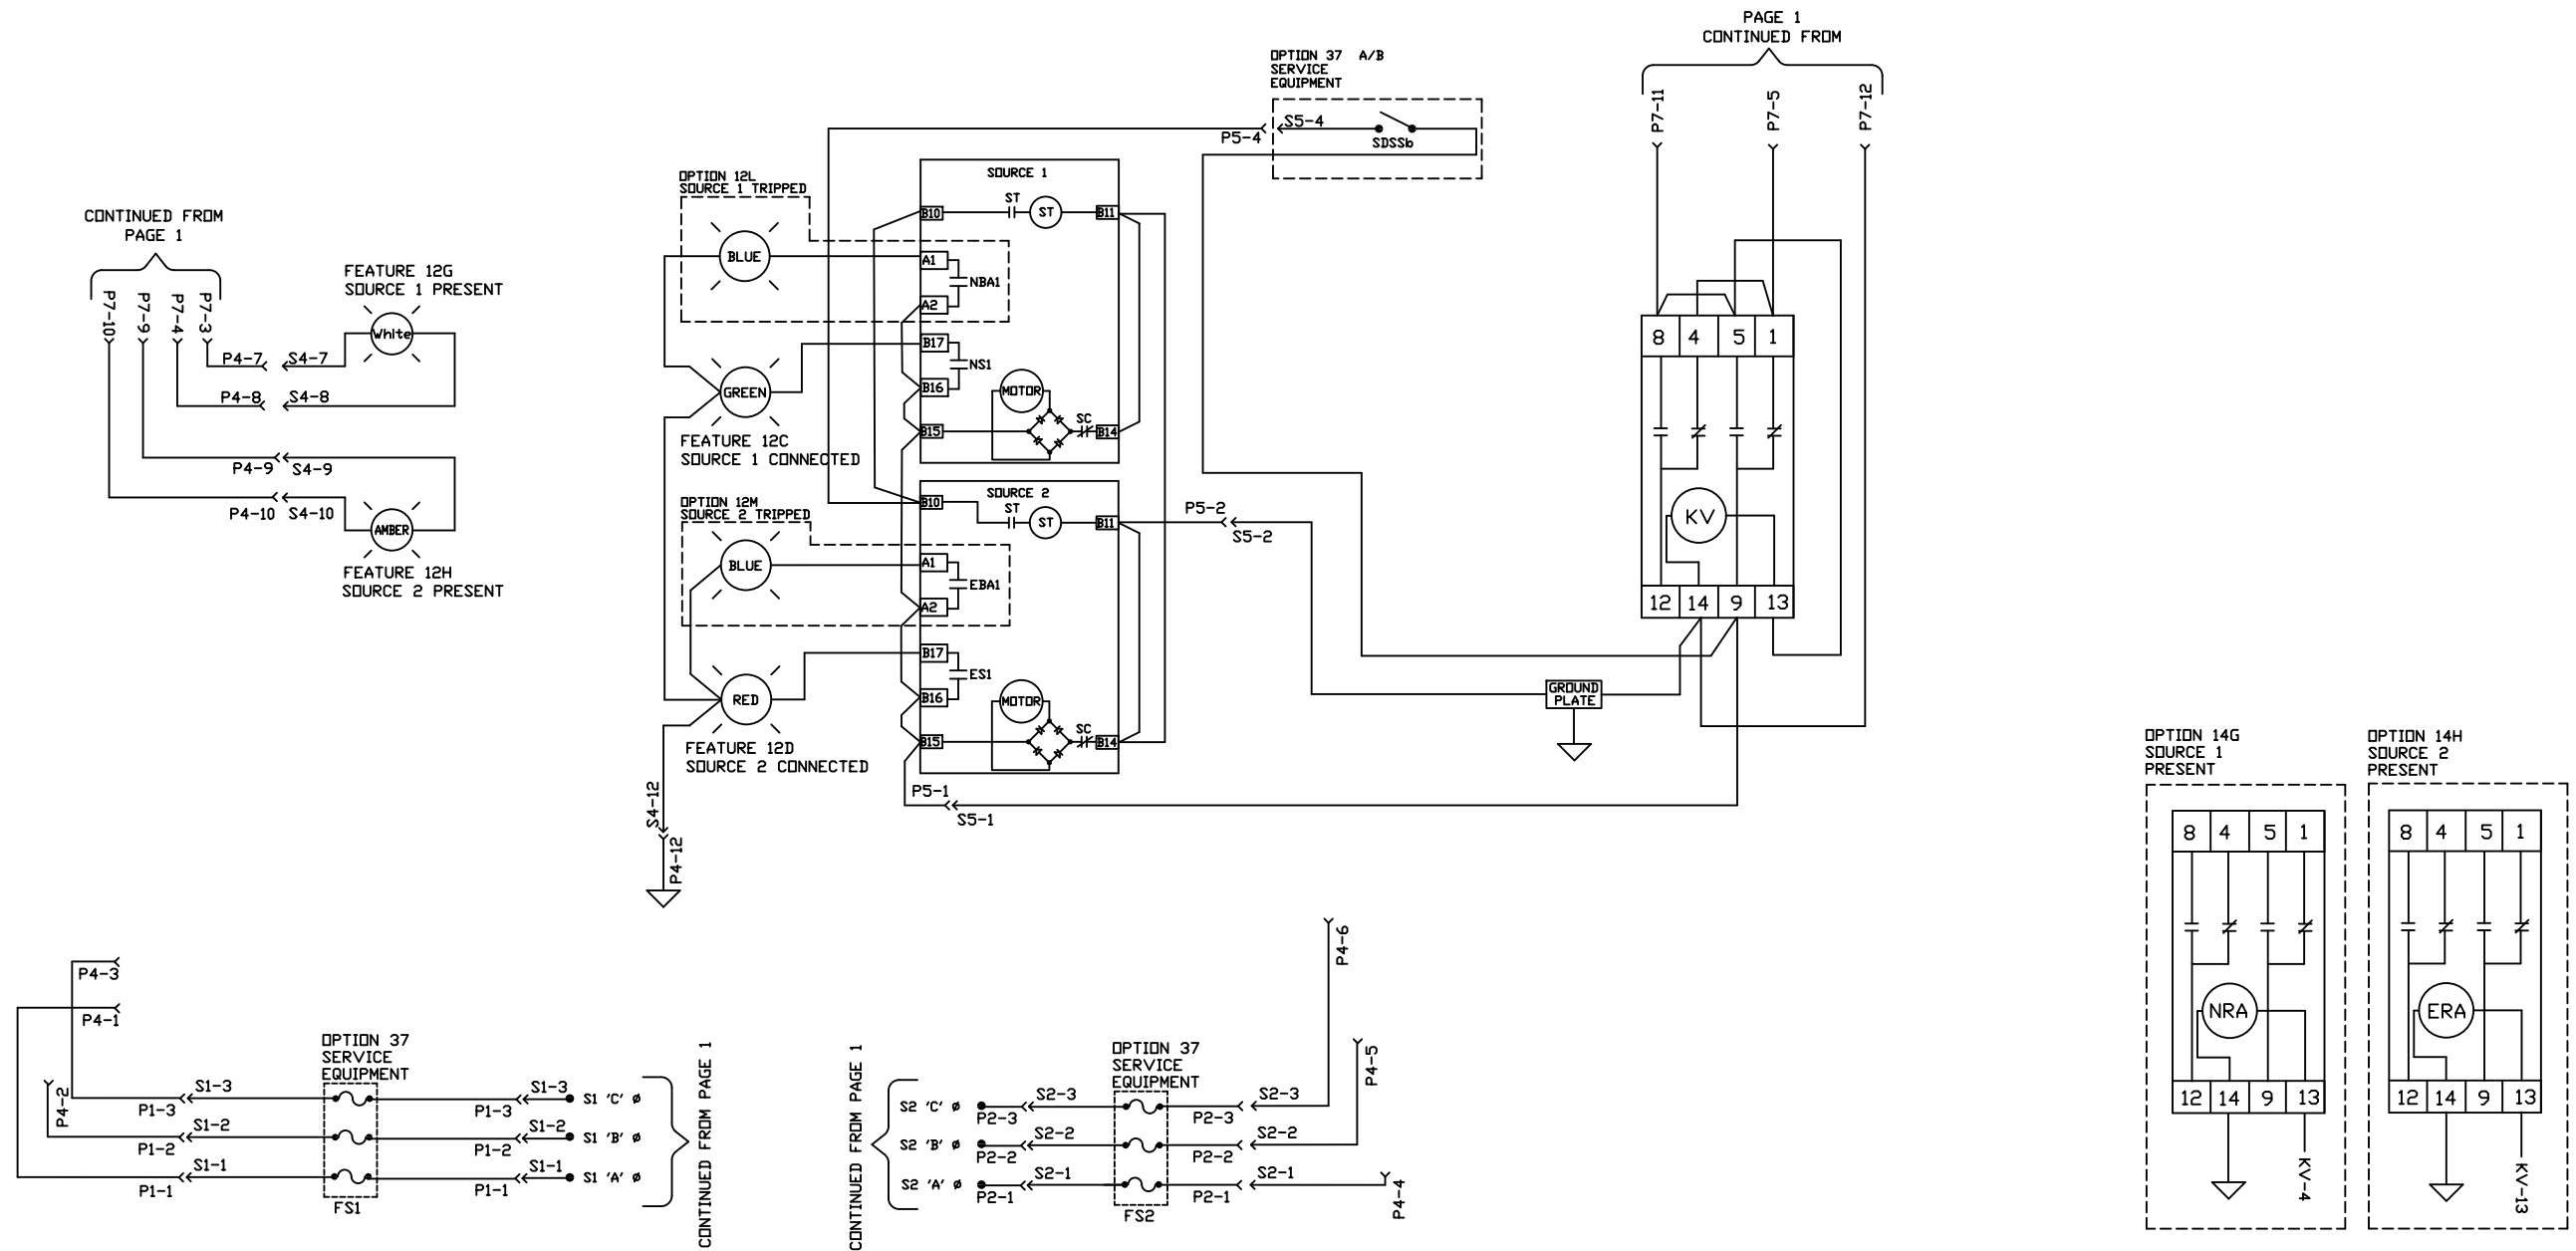 CONTINUED FROM
PAGE 1
P7-10
P7-9
P7-4
P7-3
P4-7
S4-7
P4-8
S4-8
P4-9
S4-9
P4-10
S4-10
FEATURE 12G
SOURCE 1 PRESENT
White
AMBER
FEATURE 12H
SOURCE 2 PRESENT
OPTION 12L
SOURCE 1 TRIPPED
BLUE
GREEN
FEATURE 12C
SOURCE 1 CONNECTED
OPTION 12M
SOURCE 2 TRIPPED
BLUE
RED
FEATURE 12D
SOURCE 2 CONNECTED
S4-12
P4-12
SOURCE 1
B10
ST
ST
B11
A1
NBA1
A2
B17
NS1
B16
MOTOR
SC
B15
B14
SOURCE 2
B10
ST
ST
B11
A1
EBA1
A2
B17
ES1
B16
MOTOR
SC
B15
B14
P5-1
S5-1
P5-2
S5-2
OPTION 37 A/B
SERVICE
EQUIPMENT
P5-4
S5-4
SDSSb
PAGE 1
CONTINUED FROM
P7-11
P7-5
P7-12
8 4 5 1
KV
12 14 9 13
GROUND
PLATE
OPTION 14G
SOURCE 1
PRESENT
8 4 5 1
NRA
12 14 9 13
KV-4
OPTION 14H
SOURCE 2
PRESENT
8 4 5 1
ERA
12 14 9 13
KV-13
P4-3
P4-1
P4-2
OPTION 37
SERVICE
EQUIPMENT
S1-3
P1-3
S1-3
P1-3
S1 'C' ø
S1-2
P1-2
S1-2
P1-2
S1 'B' ø
S1-1
P1-1
S1-1
P1-1
S1 'A' ø
FS1
CONTINUED FROM PAGE 1
CONTINUED FROM PAGE 1
OPTION 37
SERVICE
EQUIPMENT
S2 'C' ø
P2-3
S2-3
P2-3
S2-3
S2 'B' ø
P2-2
S2-2
P2-2
S2-2
S2 'A' ø
P2-1
S2-1
P2-1
S2-1
FS2
P4-6
P4-5
P4-4